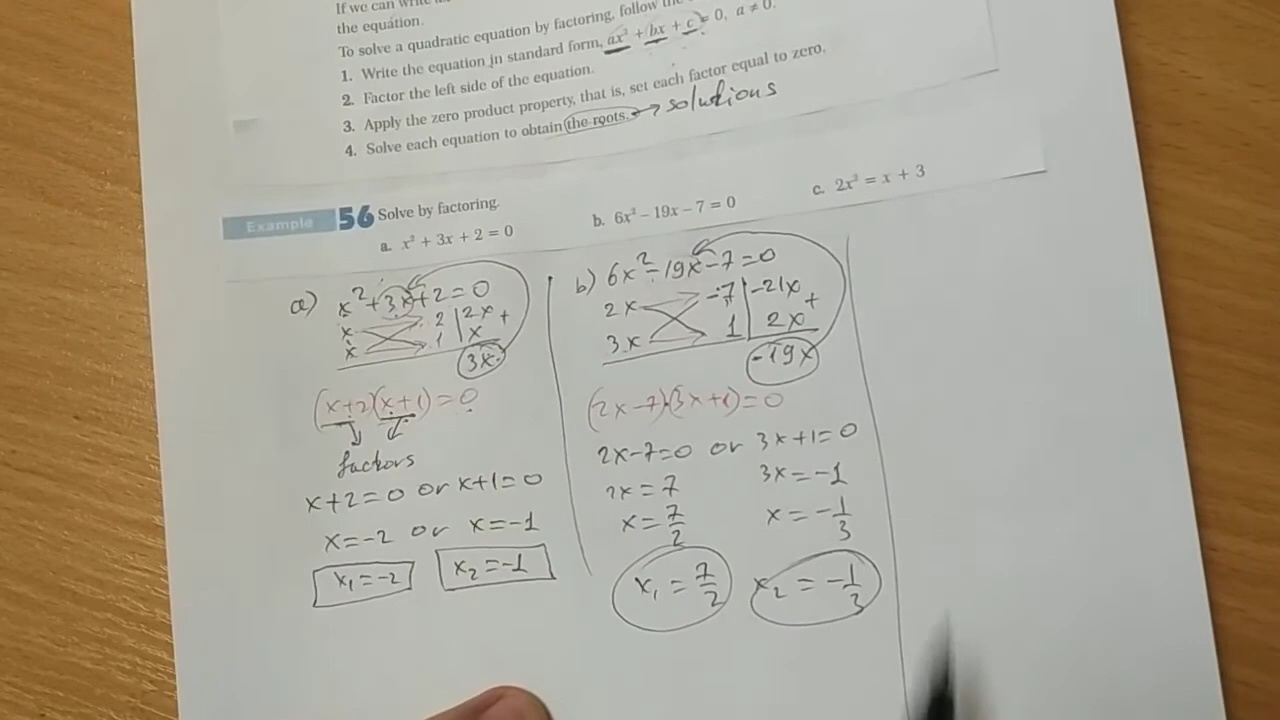 If we can
the equation.
To solve a quadratic equation by factoring, follow the
1. Write the equation in standard form, ax² + bx + c = 0, a ≠ 0.
2. Factor the left side of the equation.
3. Apply the zero product property, that is, set each factor equal to zero.
4. Solve each equation to obtain the roots. → solutions
Example 56 Solve by factoring.
a. x² + 3x + 2 = 0
b. 6x² – 19x – 7 = 0
c. 2x² = x + 3
a) x²+3x+2=0
x 2 | 2x +
x 1 | x
3x
(x+2)(x+1)=0
factors
x+2=0 or x+1=0
x=-2 or x=-1
x₁=-2 x₂=-1
b) 6x²-19x-7=0
2x -7 | -21x +
3x 1 | 2x
-19x
(2x-7)·(3x+1)=0
2x-7=0 or 3x+1=0
2x=7 3x=-1
x=7/2 x=-1/3
x₁=7/2 x₂=-1/3